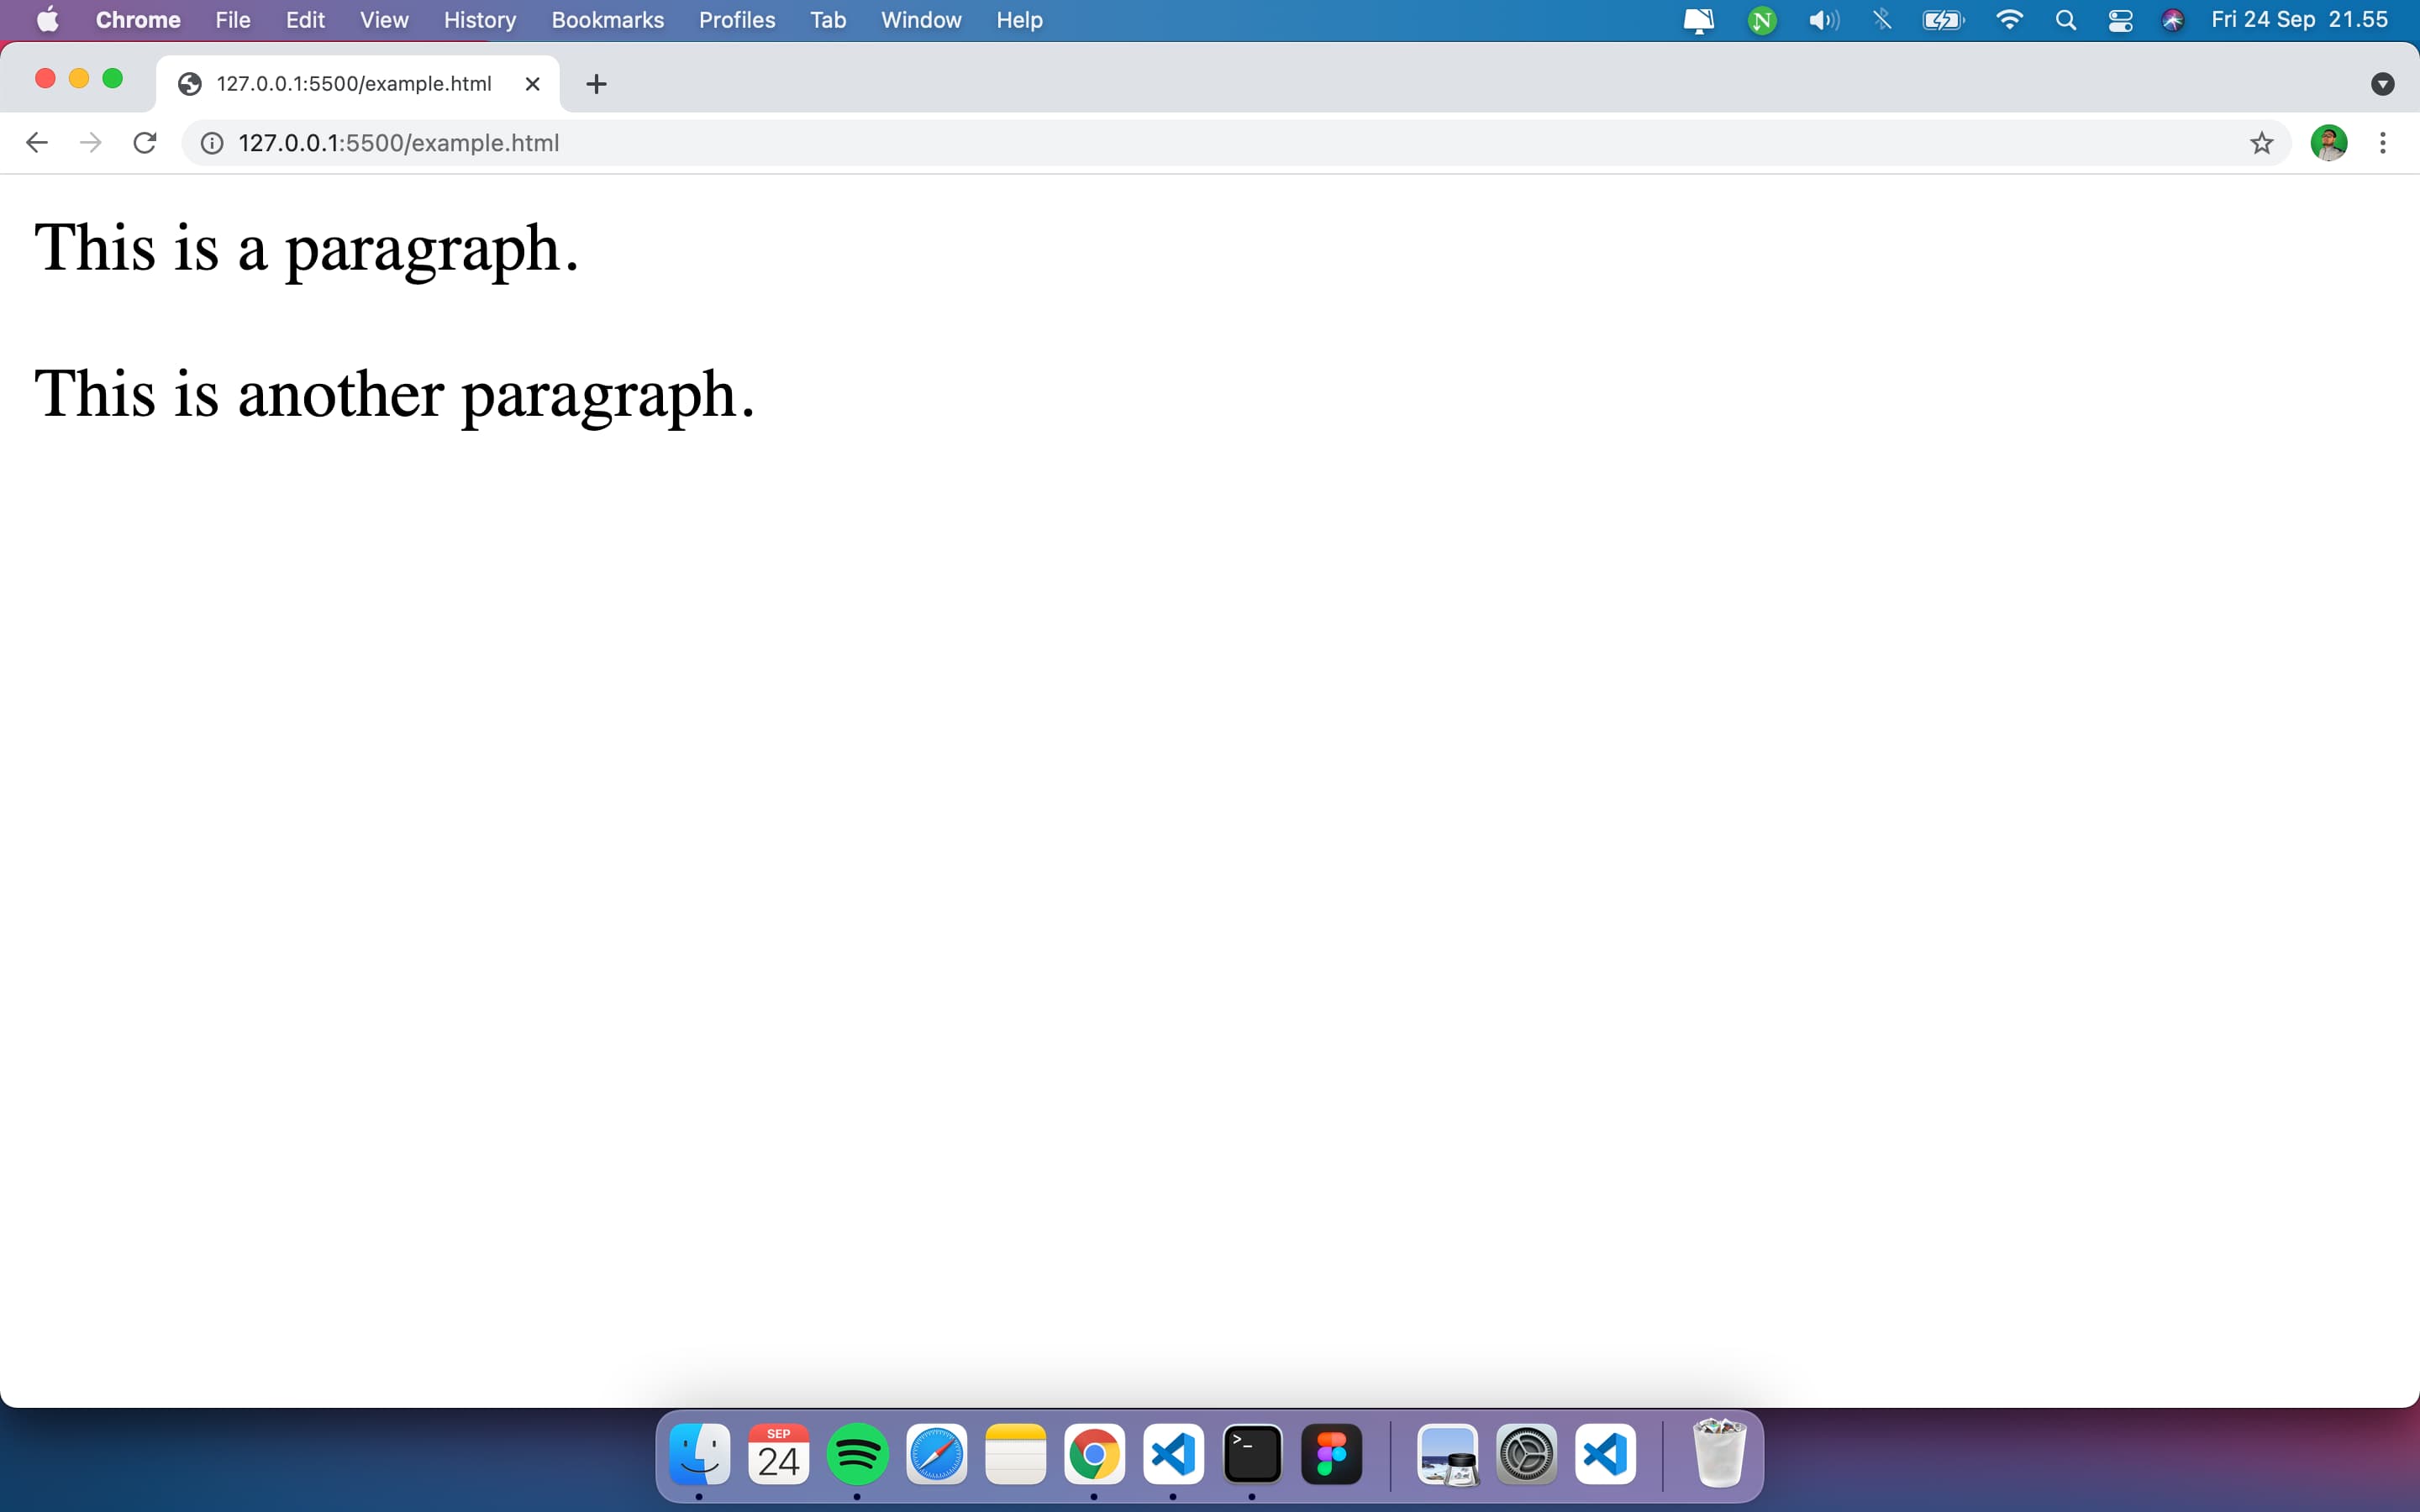 Chrome File Edit View History Bookmarks Profiles Tab Window Help N Fri 24 Sep 21.55
127.0.0.1:5500/example.html
127.0.0.1:5500/example.html
This is a paragraph.
This is another paragraph.
SEP
24
>_